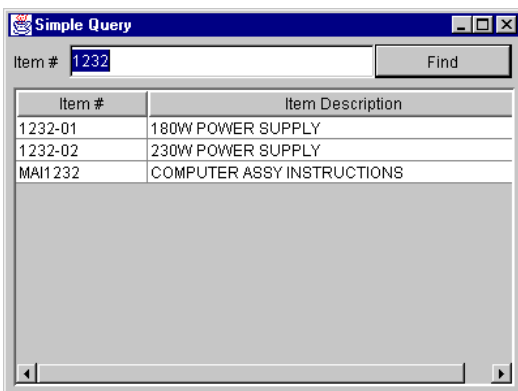 Simple Query
Item # 1232 Find
Item # Item Description
1232-01 180W POWER SUPPLY
1232-02 230W POWER SUPPLY
MAI1232 COMPUTER ASSY INSTRUCTIONS